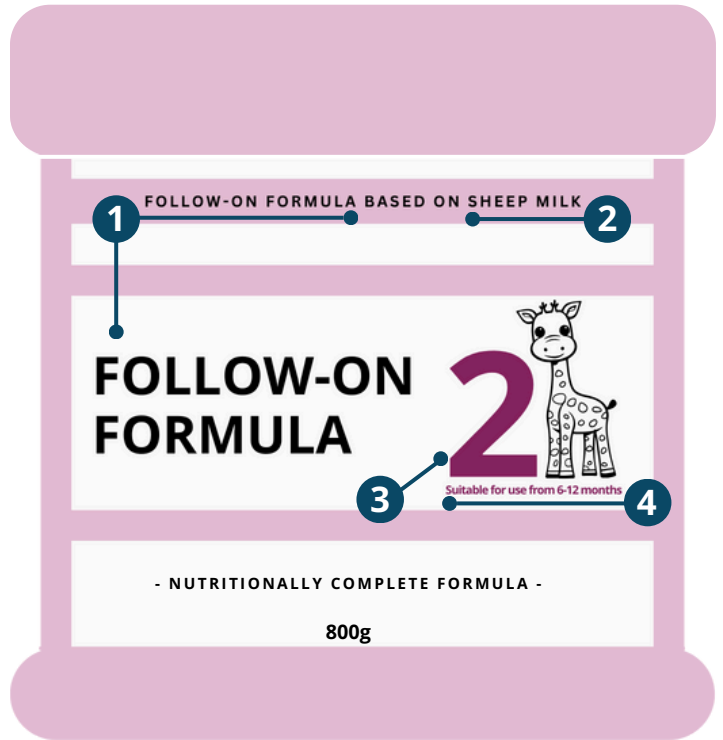 FOLLOW-ON FORMULA BASED ON SHEEP MILK
1
2
FOLLOW-ON
FORMULA
2
3
Suitable for use from 6-12 months
4
- NUTRITIONALLY COMPLETE FORMULA -
800g